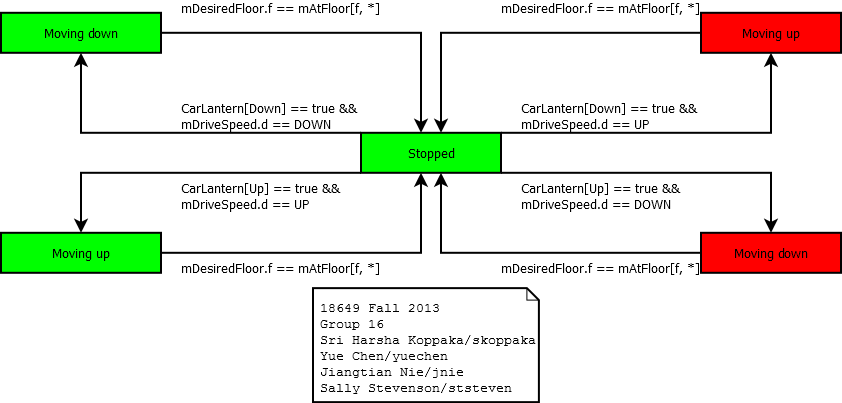 mDesiredFloor.f == mAtFloor[f, *]
mDesiredFloor.f == mAtFloor[f, *]
Moving down
Moving up
CarLantern[Down] == true &&
mDriveSpeed.d == DOWN
CarLantern[Down] == true &&
mDriveSpeed.d == UP
Stopped
CarLantern[Up] == true &&
mDriveSpeed.d == UP
CarLantern[Up] == true &&
mDriveSpeed.d == DOWN
Moving up
Moving down
mDesiredFloor.f == mAtFloor[f, *]
mDesiredFloor.f == mAtFloor[f, *]
18649 Fall 2013
Group 16
Sri Harsha Koppaka/skoppaka
Yue Chen/yuechen
Jiangtian Nie/jnie
Sally Stevenson/ststeven